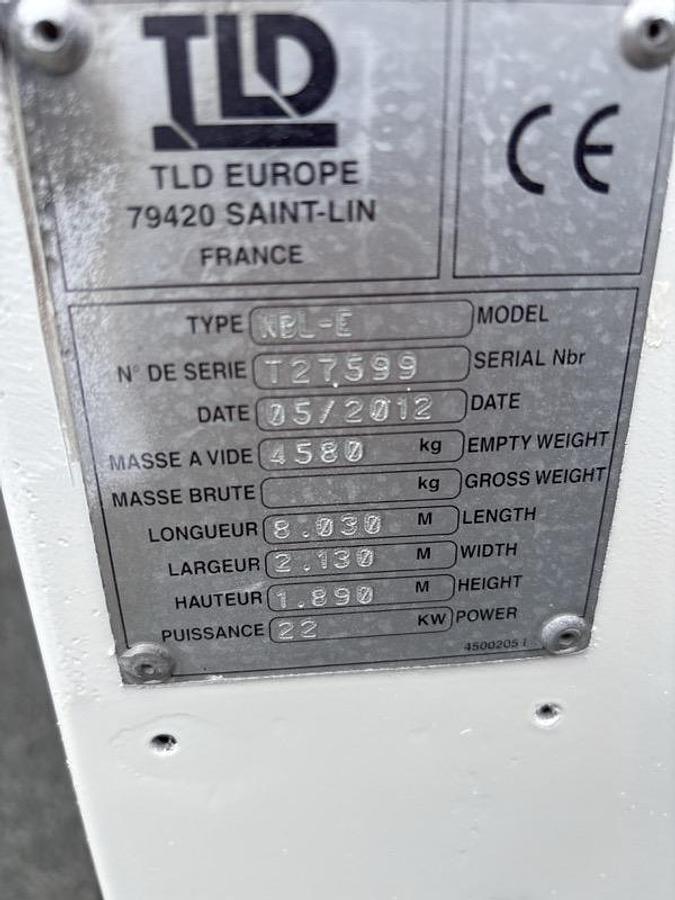 TLD
TLD EUROPE
79420 SAINT-LIN
FRANCE
CE
TYPE NBL-E MODEL
N° DE SERIE T27599 SERIAL Nbr
DATE 05/2012 DATE
MASSE A VIDE 4580 kg EMPTY WEIGHT
MASSE BRUTE kg GROSS WEIGHT
LONGUEUR 8.030 M LENGTH
LARGEUR 2.130 M WIDTH
HAUTEUR 1.890 M HEIGHT
PUISSANCE 22 KW POWER
4500205